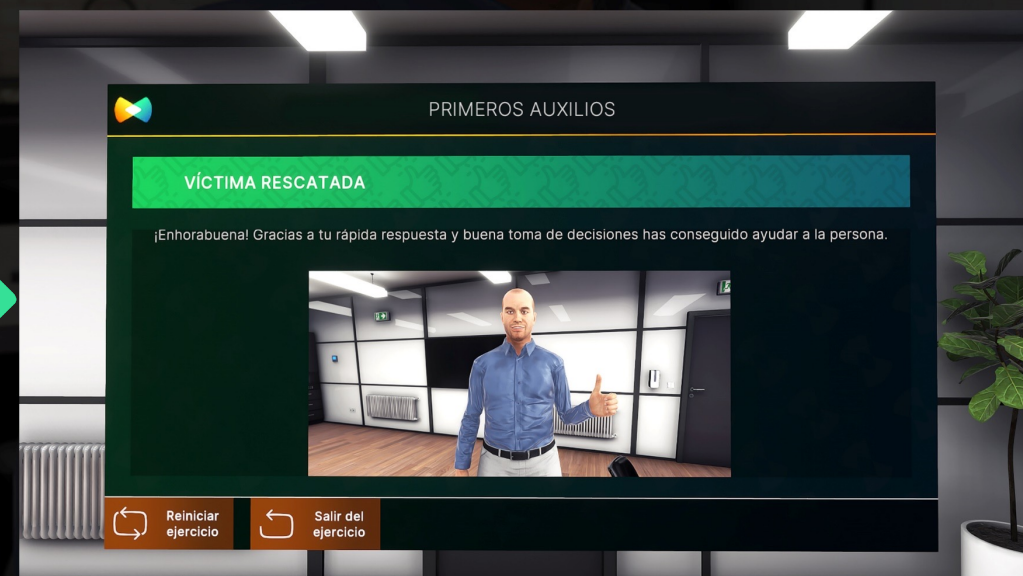 PRIMEROS AUXILIOS
VÍCTIMA RESCATADA
¡Enhorabuena! Gracias a tu rápida respuesta y buena toma de decisiones has conseguido ayudar a la persona.
Reiniciar
ejercicio
Salir del
ejercicio